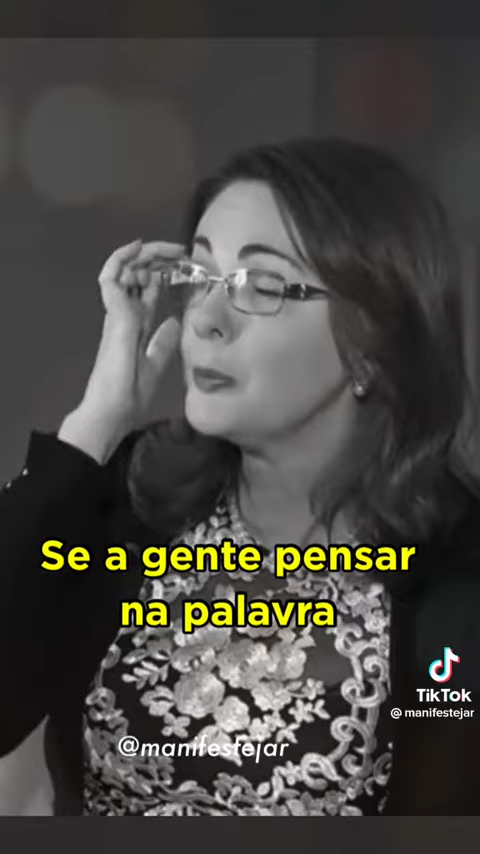 Se a gente pensar
na palavra
TikTok
@manifestejar
@manifestejar